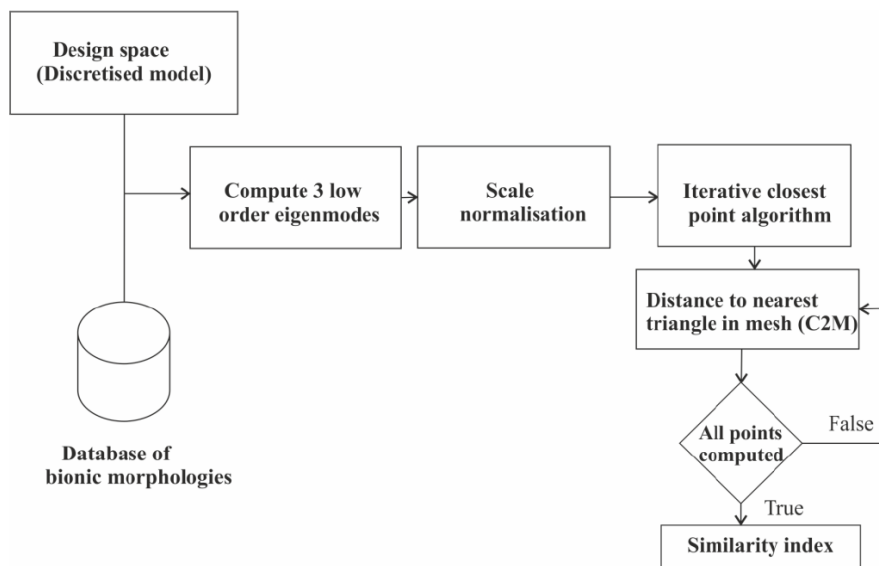 Design space
(Discretised model)
Compute 3 low
order eigenmodes
Scale
normalisation
Iterative closest
point algorithm
Distance to nearest
triangle in mesh (C2M)
Database of
bionic morphologies
All points
computed
False
True
Similarity index